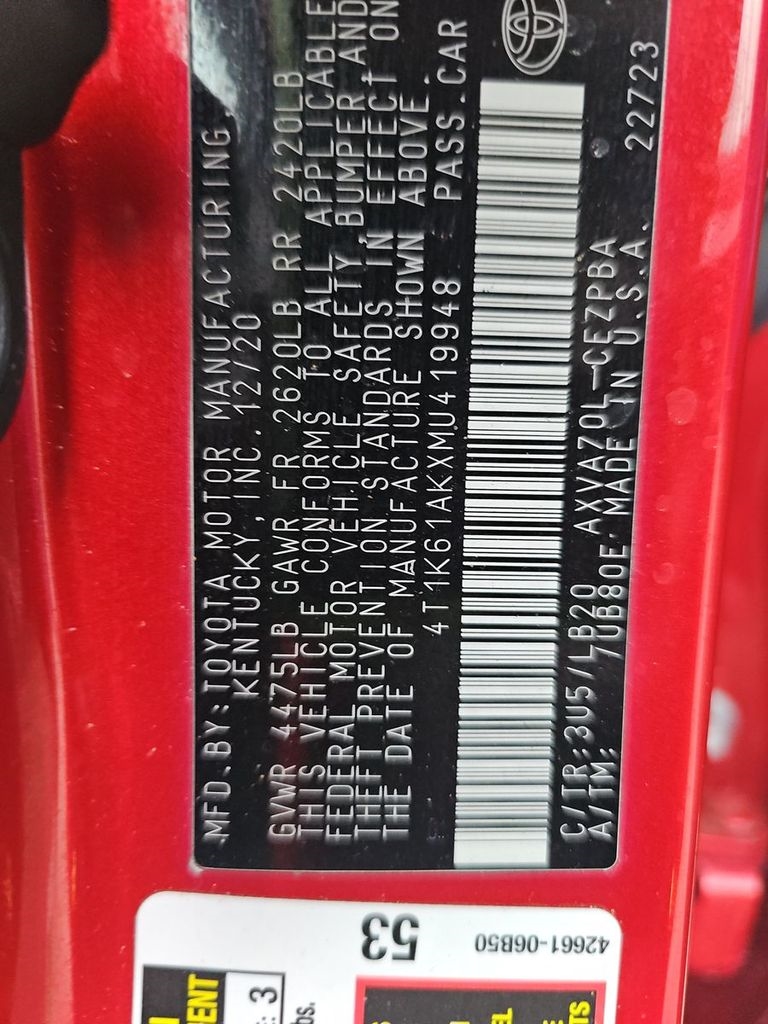 MFD.BY:TOYOTA MOTOR MANUFACTURING,
KENTUCKY, INC. 12/20
GVWR 4475LB GAWR FR 2620LB RR 2420LB
THIS VEHICLE CONFORMS TO ALL APPLICABLE
FEDERAL MOTOR VEHICLE SAFETY, BUMPER, AND
THEFT PREVENTION STANDARDS IN EFFECT ON
THE DATE OF MANUFACTURE SHOWN ABOVE.
4T1K61AKXMU419948 PASS.CAR
C/TR:3U5/LB20 AXVA70L-CEZPBA
A/TM: 7UB80E MADE IN U.S.A. 22723
53
42661-06B50
3